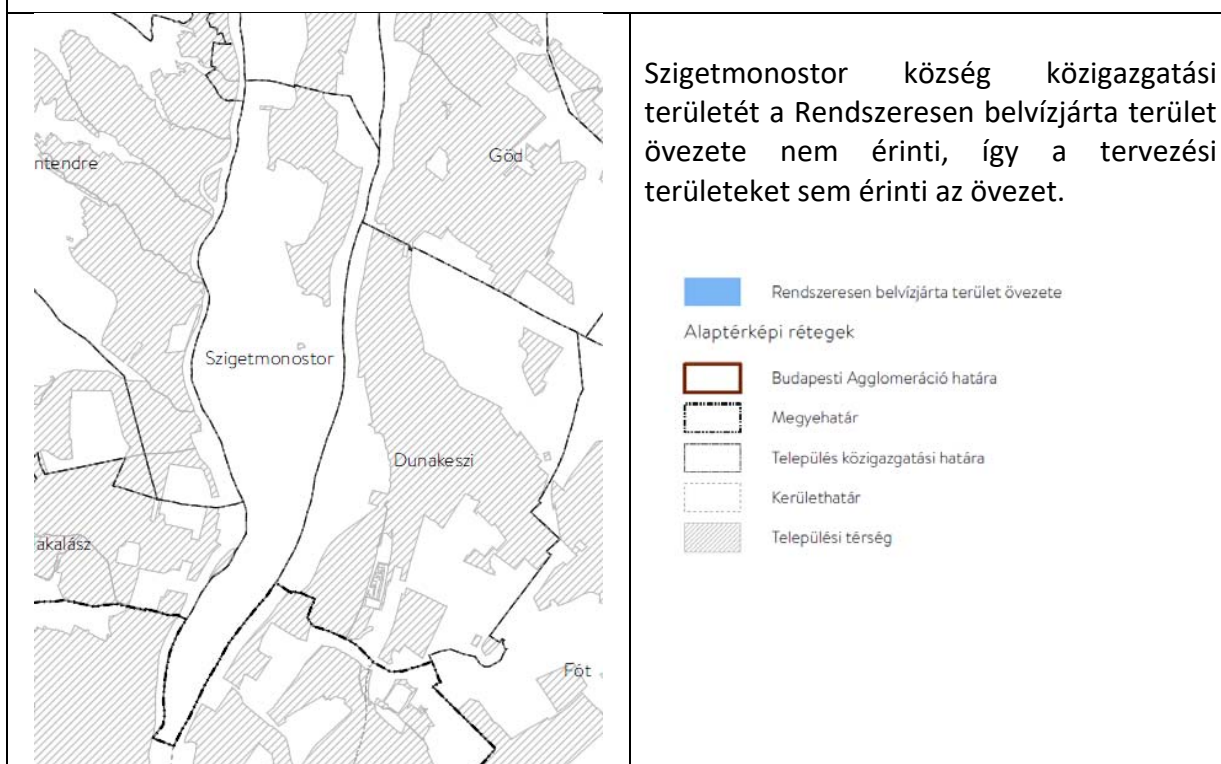 ntendre
Göd
Szigetmonostor
Dunakeszi
akalász
Fót
Szigetmonostor község közigazgatási
területét a Rendszeresen belvízjárta terület
övezete nem érinti, így a tervezési
területeket sem érinti az övezet.
Rendszeresen belvízjárta terület övezete
Alaptérképi rétegek
Budapesti Agglomeráció határa
Megyehatár
Település közigazgatási határa
Kerülethatár
Települési térség